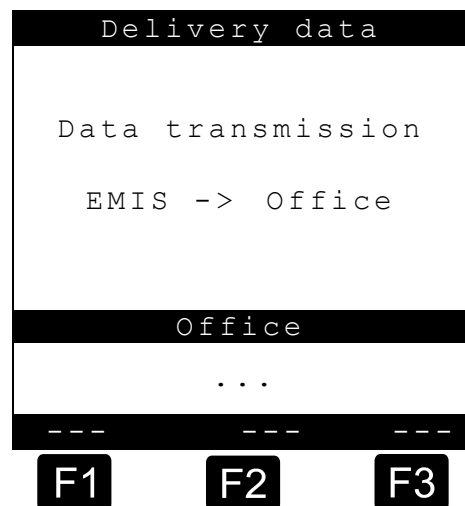 Delivery data
Data transmission
EMIS -> Office
Office
...
--- --- ---
F1 F2 F3